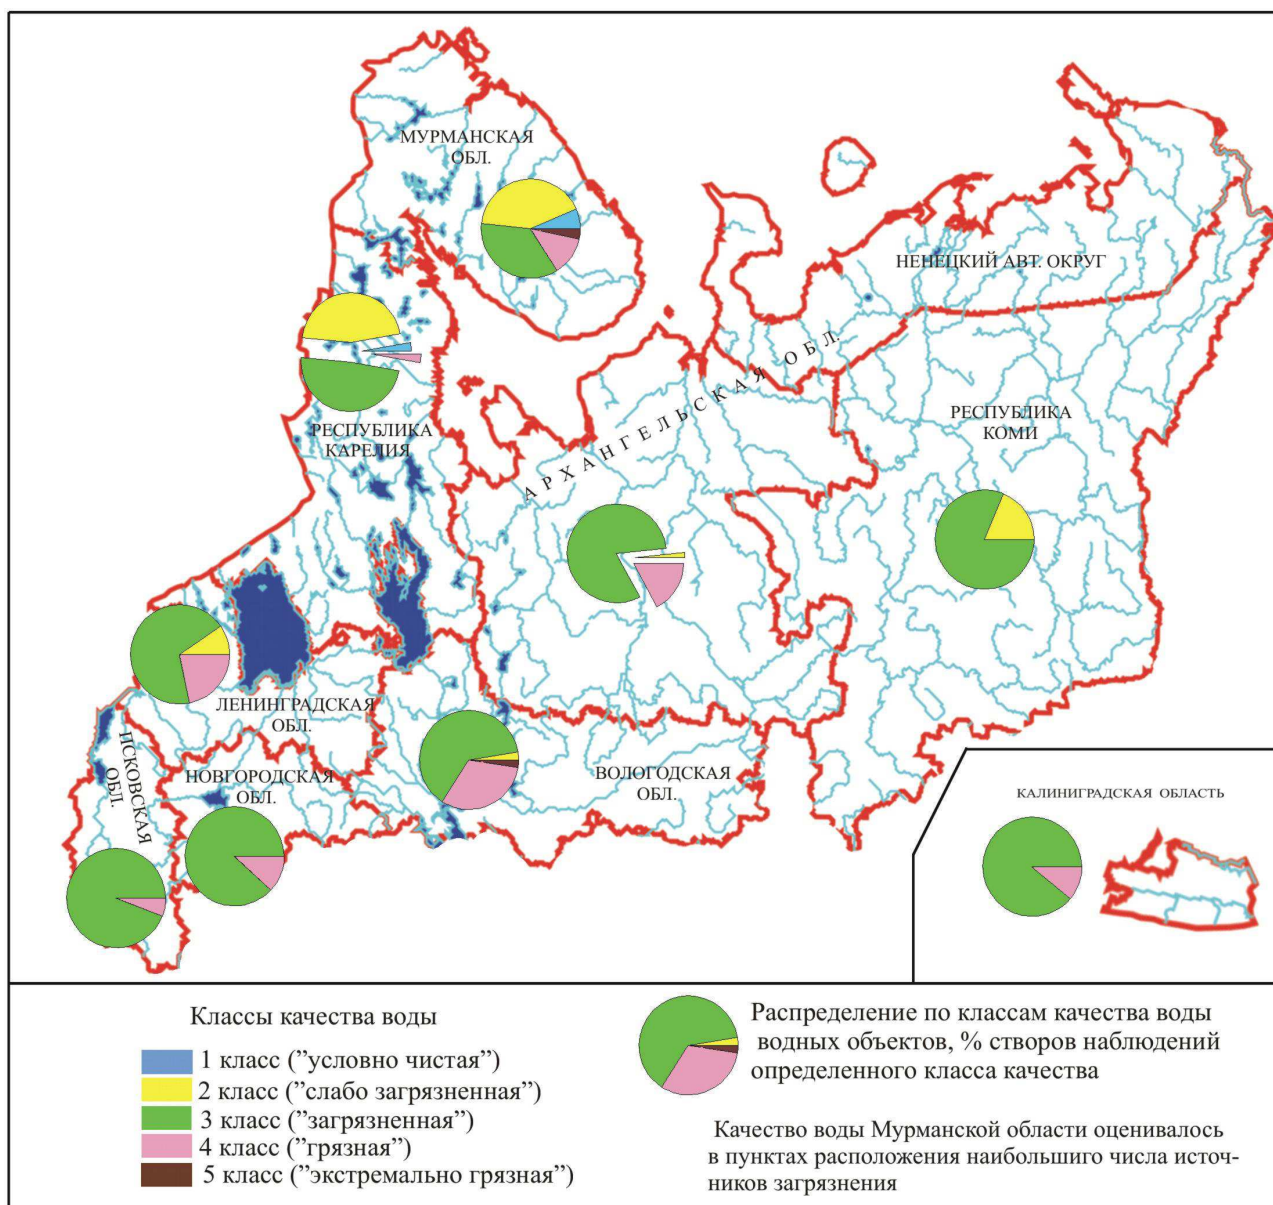 МУРМАНСКАЯ
ОБЛ.
НЕНЕЦКИЙ АВТ. ОКРУГ
АРХАНГЕЛЬСКАЯ ОБЛ.
РЕСПУБЛИКА
КОМИ
РЕСПУБЛИКА
КАРЕЛИЯ
ЛЕНИНГРАДСКАЯ
ОБЛ.
ПСКОВСКАЯ
ОБЛ.
НОВГОРОДСКАЯ
ОБЛ.
ВОЛОГОДСКАЯ
ОБЛ.
КАЛИНИГРАДСКАЯ ОБЛАСТЬ
Классы качества воды
1 класс (”условно чистая”)
2 класс (”слабо загрязненная”)
3 класс (”загрязненная”)
4 класс (”грязная”)
5 класс (”экстремально грязная”)
Распределение по классам качества воды
водных объектов, % створов наблюдений
определенного класса качества
Качество воды Мурманской области оценивалось
в пунктах расположения наибольшиго числа источ-
ников загрязнения